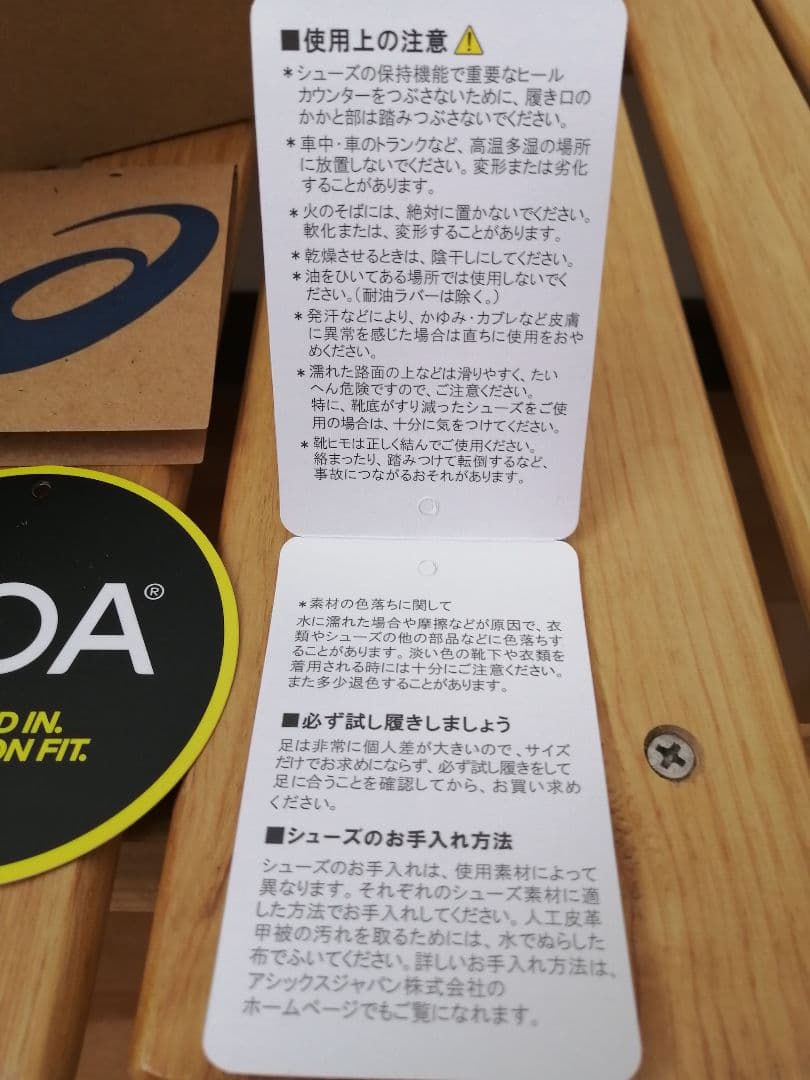 ■使用上の注意
*シューズの保持機能で重要なヒール
カウンターをつぶさないために、履き口の
かかと部は踏みつぶさないでください。
*車中・車のトランクなど、高温多湿の場所
に放置しないでください。変形または劣化
することがあります。
*火のそばには、絶対に置かないでください。
軟化または、変形することがあります。
*乾燥させるときは、陰干しにしてください。
*油をひいてある場所では使用しないでく
ださい。(耐油ラバーは除く。)
*発汗などにより、かゆみ・カブレなど皮膚
に異常を感じた場合は直ちに使用をおや
めください。
*濡れた路面の上などは滑りやすく、たい
へん危険ですので、ご注意ください。
特に、靴底がすり減ったシューズをご使
用の場合は、十分に気をつけてください。
*靴ヒモは正しく結んでご使用ください。
絡まったり、踏みつけて転倒するなど、
事故につながるおそれがあります。
*素材の色落ちに関して
水に濡れた場合や摩擦などが原因で、衣
類やシューズの他の部品などに色落ちす
ることがあります。淡い色の靴下や衣類を
着用される時には十分にご注意ください。
また多少退色することがあります。
■必ず試し履きしましょう
足は非常に個人差が大きいので、サイズ
だけでお求めにならず、必ず試し履きをして
足に合うことを確認してから、お買い求め
ください。
■シューズのお手入れ方法
シューズのお手入れは、使用素材によって
異なります。それぞれのシューズ素材に適
した方法でお手入れしてください。人工皮革
甲被の汚れを取るためには、水でぬらした
布でふいてください。詳しいお手入れ方法は、
アシックスジャパン株式会社の
ホームページでもご覧になれます。
OA®
D IN.
ON FIT.